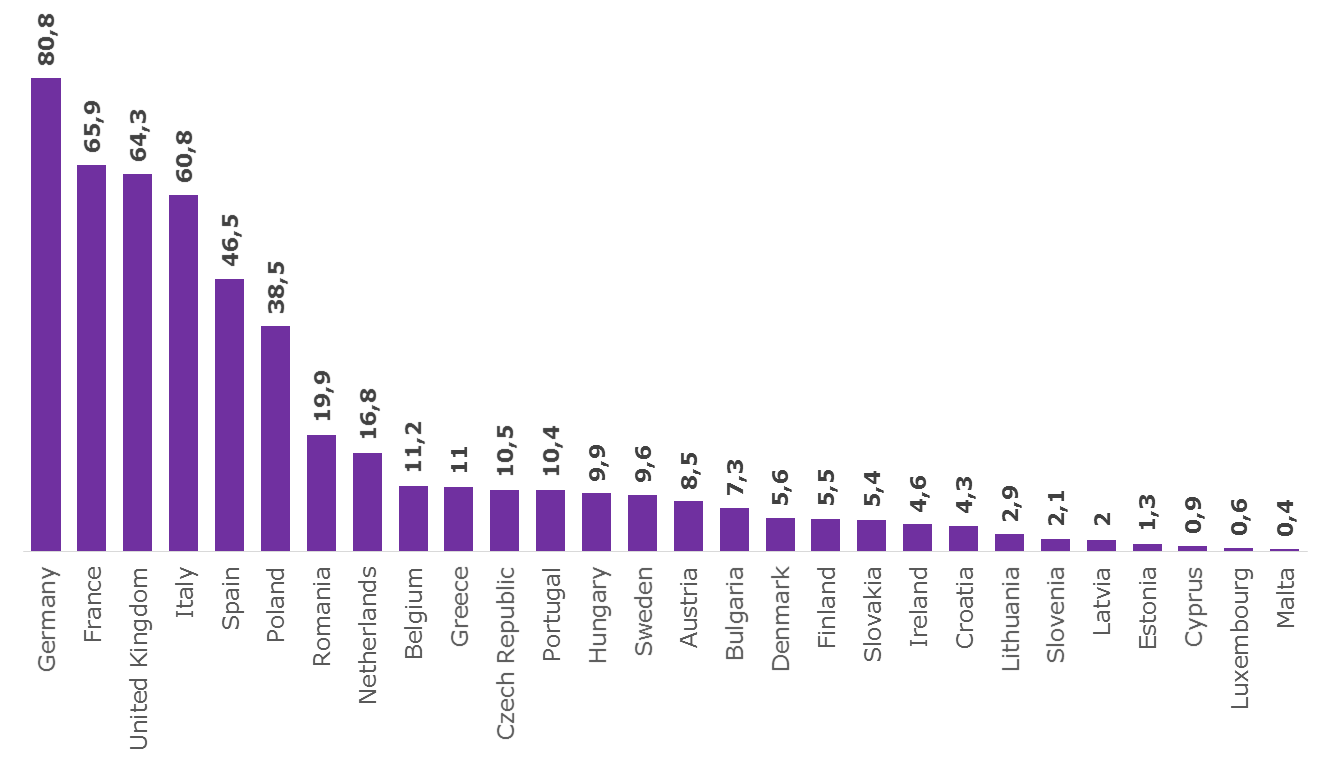 80,8
65,9
64,3
60,8
46,5
38,5
19,9
16,8
11,2
11
10,5
10,4
9,9
9,6
8,5
7,3
5,6
5,5
5,4
4,6
4,3
2,9
2,1
2
1,3
0,9
0,6
0,4
Germany
France
United Kingdom
Italy
Spain
Poland
Romania
Netherlands
Belgium
Greece
Czech Republic
Portugal
Hungary
Sweden
Austria
Bulgaria
Denmark
Finland
Slovakia
Ireland
Croatia
Lithuania
Slovenia
Latvia
Estonia
Cyprus
Luxembourg
Malta